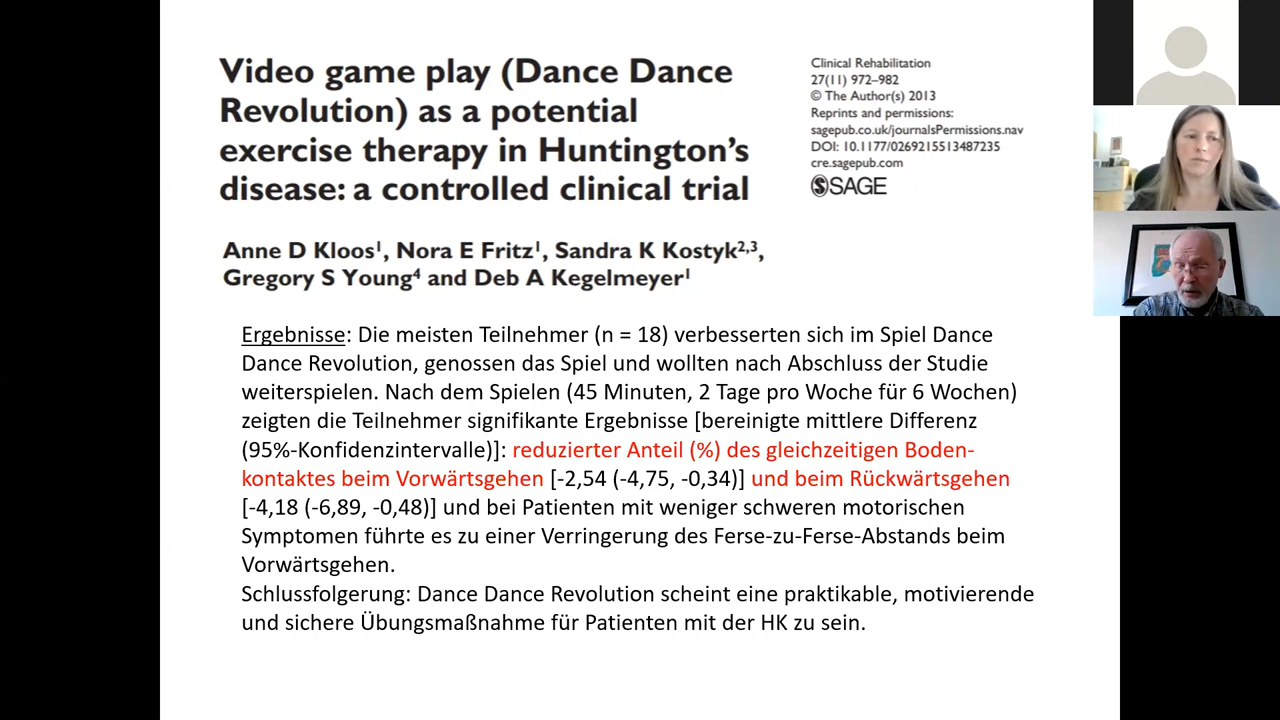 Video game play (Dance Dance
Revolution) as a potential
exercise therapy in Huntington's
disease: a controlled clinical trial
Clinical Rehabilitation
27(11) 972–982
© The Author(s) 2013
Reprints and permissions:
sagepub.co.uk/journalsPermissions.nav
DOI: 10.1177/0269215513487235
cre.sagepub.com
SAGE
Anne D Kloos¹, Nora E Fritz¹, Sandra K Kostyk²,³,
Gregory S Young⁴ and Deb A Kegelmeyer¹
Ergebnisse: Die meisten Teilnehmer (n = 18) verbesserten sich im Spiel Dance
Dance Revolution, genossen das Spiel und wollten nach Abschluss der Studie
weiterspielen. Nach dem Spielen (45 Minuten, 2 Tage pro Woche für 6 Wochen)
zeigten die Teilnehmer signifikante Ergebnisse [bereinigte mittlere Differenz
(95%-Konfidenzintervalle)]: reduzierter Anteil (%) des gleichzeitigen Boden-
kontaktes beim Vorwärtsgehen [-2,54 (-4,75, -0,34)] und beim Rückwärtsgehen
[-4,18 (-6,89, -0,48)] und bei Patienten mit weniger schweren motorischen
Symptomen führte es zu einer Verringerung des Ferse-zu-Ferse-Abstands beim
Vorwärtsgehen.
Schlussfolgerung: Dance Dance Revolution scheint eine praktikable, motivierende
und sichere Übungsmaßnahme für Patienten mit der HK zu sein.